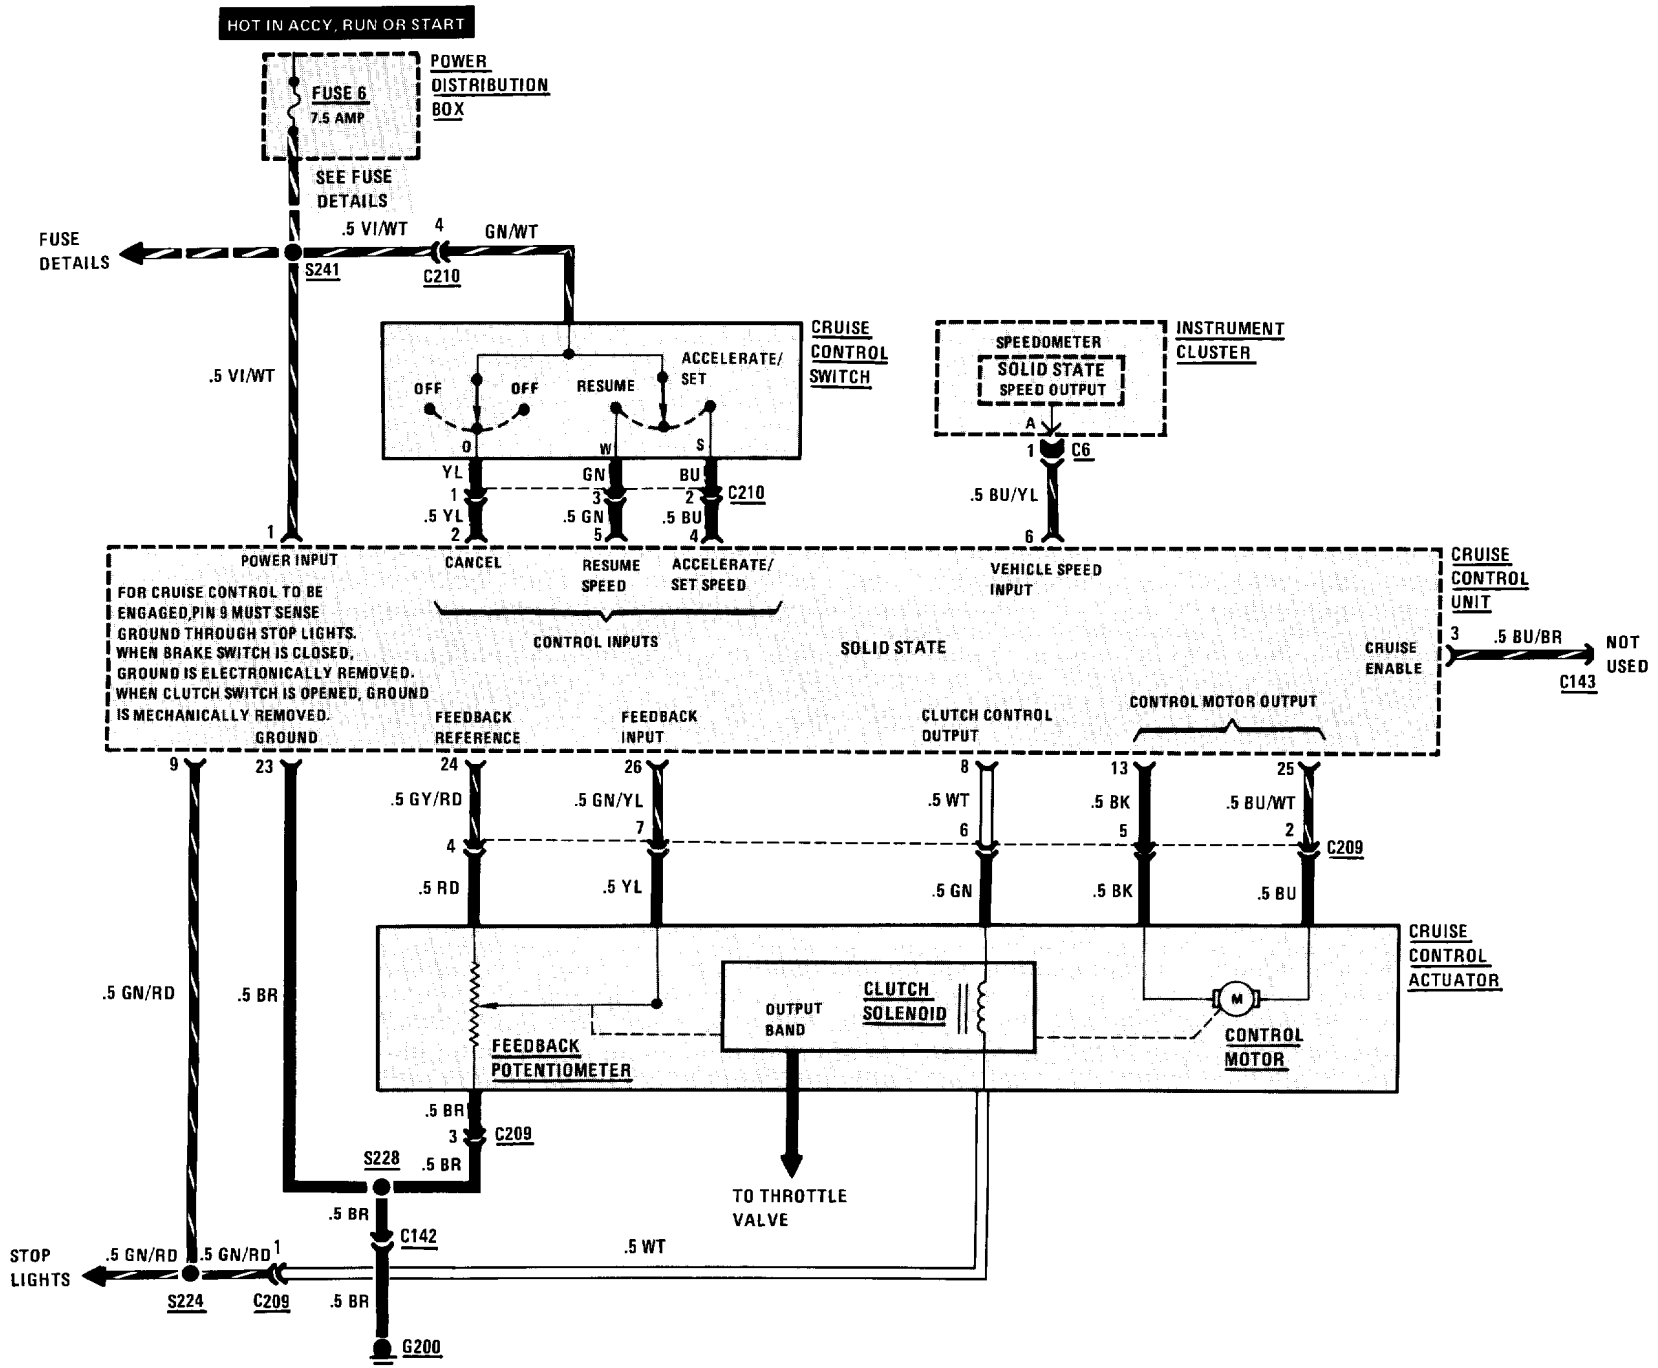 HOT IN ACCY, RUN OR START
POWER
DISTRIBUTION
BOX
FUSE 6
7.5 AMP
SEE FUSE
DETAILS
FUSE
DETAILS
S241
.5 VI/WT
4
C210
GN/WT
.5 VI/WT
1
CRUISE
CONTROL
SWITCH
OFF
OFF
RESUME
ACCELERATE/
SET
O
W
S
YL
GN
BU
1
3
2
C210
.5 YL
.5 GN
.5 BU
2
5
4
INSTRUMENT
CLUSTER
SPEEDOMETER
SOLID STATE
SPEED OUTPUT
A
1
C6
.5 BU/YL
6
CRUISE
CONTROL
UNIT
POWER INPUT
CANCEL
RESUME
SPEED
ACCELERATE/
SET SPEED
CONTROL INPUTS
VEHICLE SPEED
INPUT
FOR CRUISE CONTROL TO BE
ENGAGED,PIN 9 MUST SENSE
GROUND THROUGH STOP LIGHTS.
WHEN BRAKE SWITCH IS CLOSED,
GROUND IS ELECTRONICALLY REMOVED.
WHEN CLUTCH SWITCH IS OPENED, GROUND
IS MECHANICALLY REMOVED.
SOLID STATE
CRUISE
ENABLE
3
.5 BU/BR
C143
NOT
USED
GROUND
FEEDBACK
REFERENCE
FEEDBACK
INPUT
CLUTCH CONTROL
OUTPUT
CONTROL MOTOR OUTPUT
9
23
24
26
8
13
25
.5 GY/RD
.5 GN/YL
.5 WT
.5 BK
.5 BU/WT
4
7
6
5
2
C209
.5 RD
.5 YL
.5 GN
.5 BK
.5 BU
CRUISE
CONTROL
ACTUATOR
FEEDBACK
POTENTIOMETER
OUTPUT
BAND
CLUTCH
SOLENOID
M
CONTROL
MOTOR
.5 GN/RD
.5 BR
.5 BR
3
C209
.5 BR
S228
.5 BR
C142
.5 BR
G200
TO THROTTLE
VALVE
STOP
LIGHTS
.5 GN/RD
S224
.5 GN/RD
1
C209
.5 WT